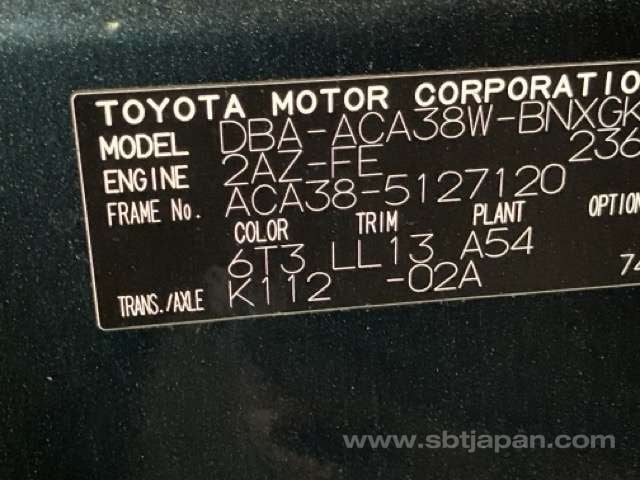 TOYOTA MOTOR CORPORATIO
MODEL DBA-ACA38W-BNXGK
ENGINE 2AZ-FE 236
FRAME No. ACA38-5127120
COLOR TRIM PLANT OPTION
6T3 LL13 A54 74
TRANS./AXLE K112 -02A
www.sbtjapan.com